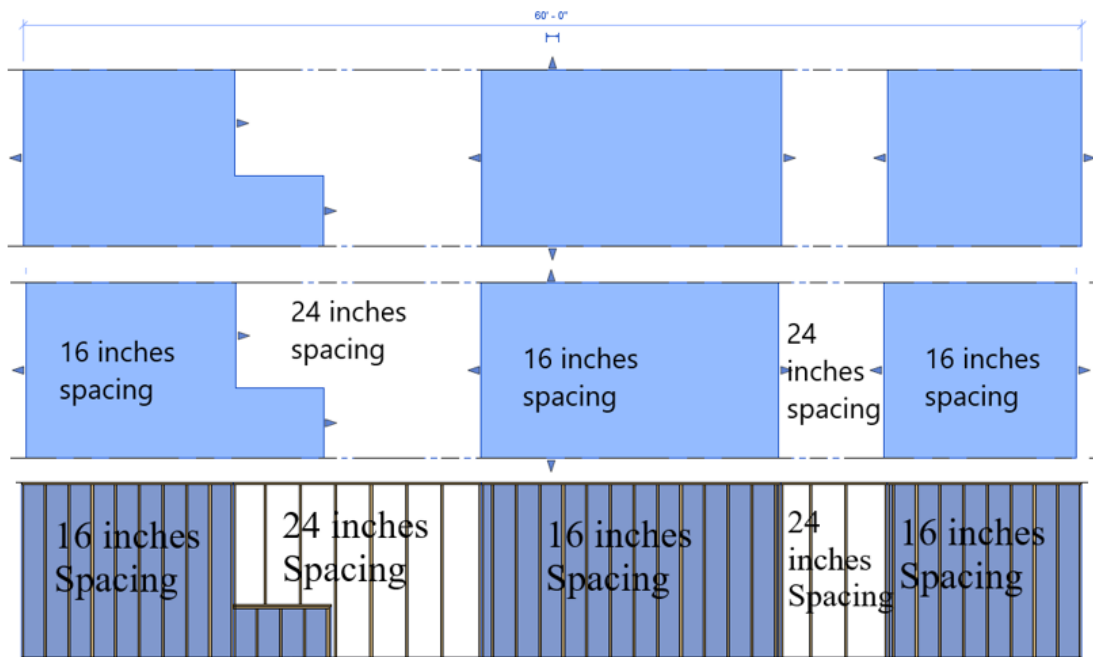 60' - 0"
16 inches
spacing
24 inches
spacing
16 inches
spacing
24
inches
spacing
16 inches
spacing
16 inches
Spacing
24 inches
Spacing
16 inches
Spacing
24
inches
Spacing
16 inches
Spacing